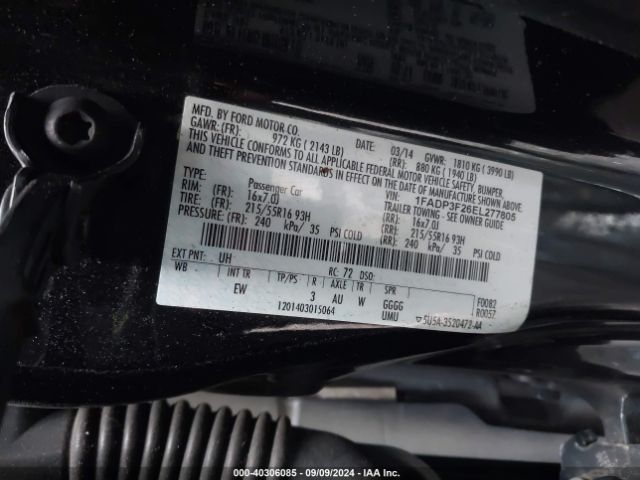 MFD. BY FORD MOTOR CO.
DATE: 03/14 GVWR: 1810 KG ( 3990 LB)
GAWR: (FR): 972 KG ( 2143 LB) (RR): 880 KG ( 1940 LB)
THIS VEHICLE CONFORMS TO ALL APPLICABLE FEDERAL MOTOR VEHICLE SAFETY, BUMPER
AND THEFT PREVENTION STANDARDS IN EFFECT ON THE DATE OF MANUFACTURE SHOWN ABOVE.
VIN: 1FADP3F26EL277805
TYPE: Passenger Car TRAILER TOWING - SEE OWNER GUIDE
RIM: (FR): 16x7.0J (RR): 16x7.0J
TIRE: (FR): 215/55R16 93H (RR): 215/55R16 93H
PRESSURE: (FR): 240 kPa/ 35 PSI COLD (RR): 240 kPa/ 35 PSI COLD
EXT PNT: UH RC: 72 DSO:
WB INT TR TP/PS R AXLE TR SPR
- EW 3 AU W GGGG F0082
1201403015064 UMU R0057
▽5U5A-3520472-AA
000-40306085 - 09/09/2024 - IAA Inc.